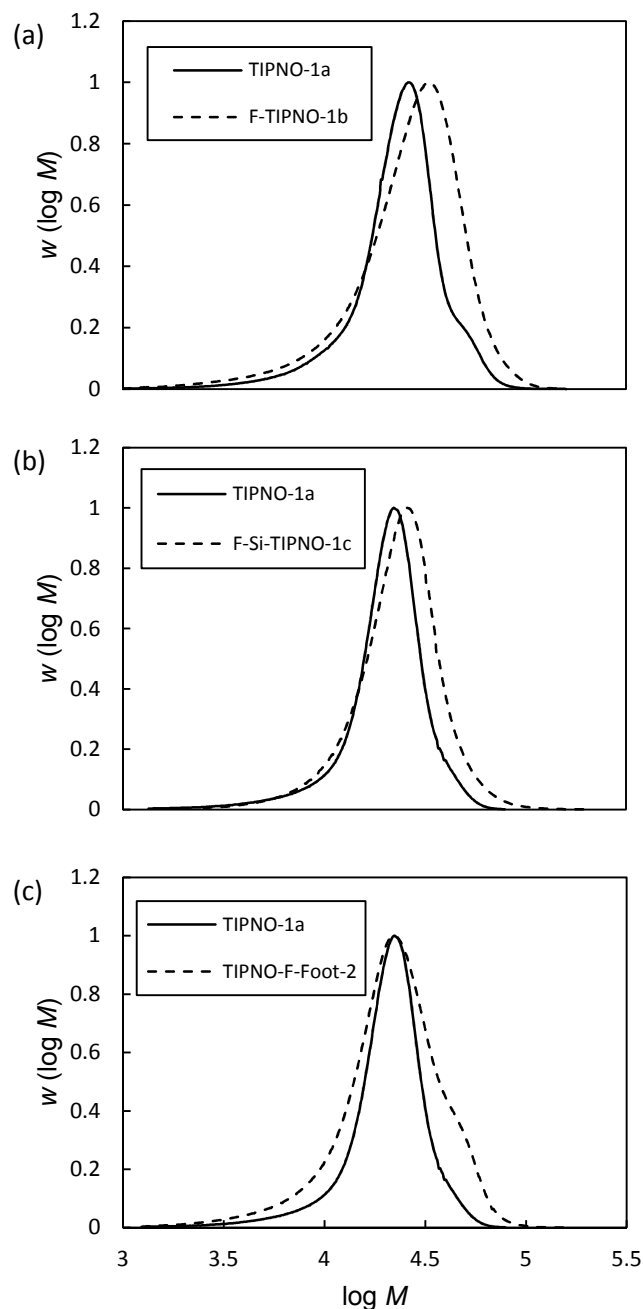 (a)
1.2
1
0.8
0.6
0.4
0.2
0
w (log M)
TIPNO-1a
F-TIPNO-1b
(b)
1.2
1
0.8
0.6
0.4
0.2
0
w (log M)
TIPNO-1a
F-Si-TIPNO-1c
(c)
1.2
1
0.8
0.6
0.4
0.2
0
w (log M)
TIPNO-1a
TIPNO-F-Foot-2
3 3.5 4 4.5 5 5.5
log M